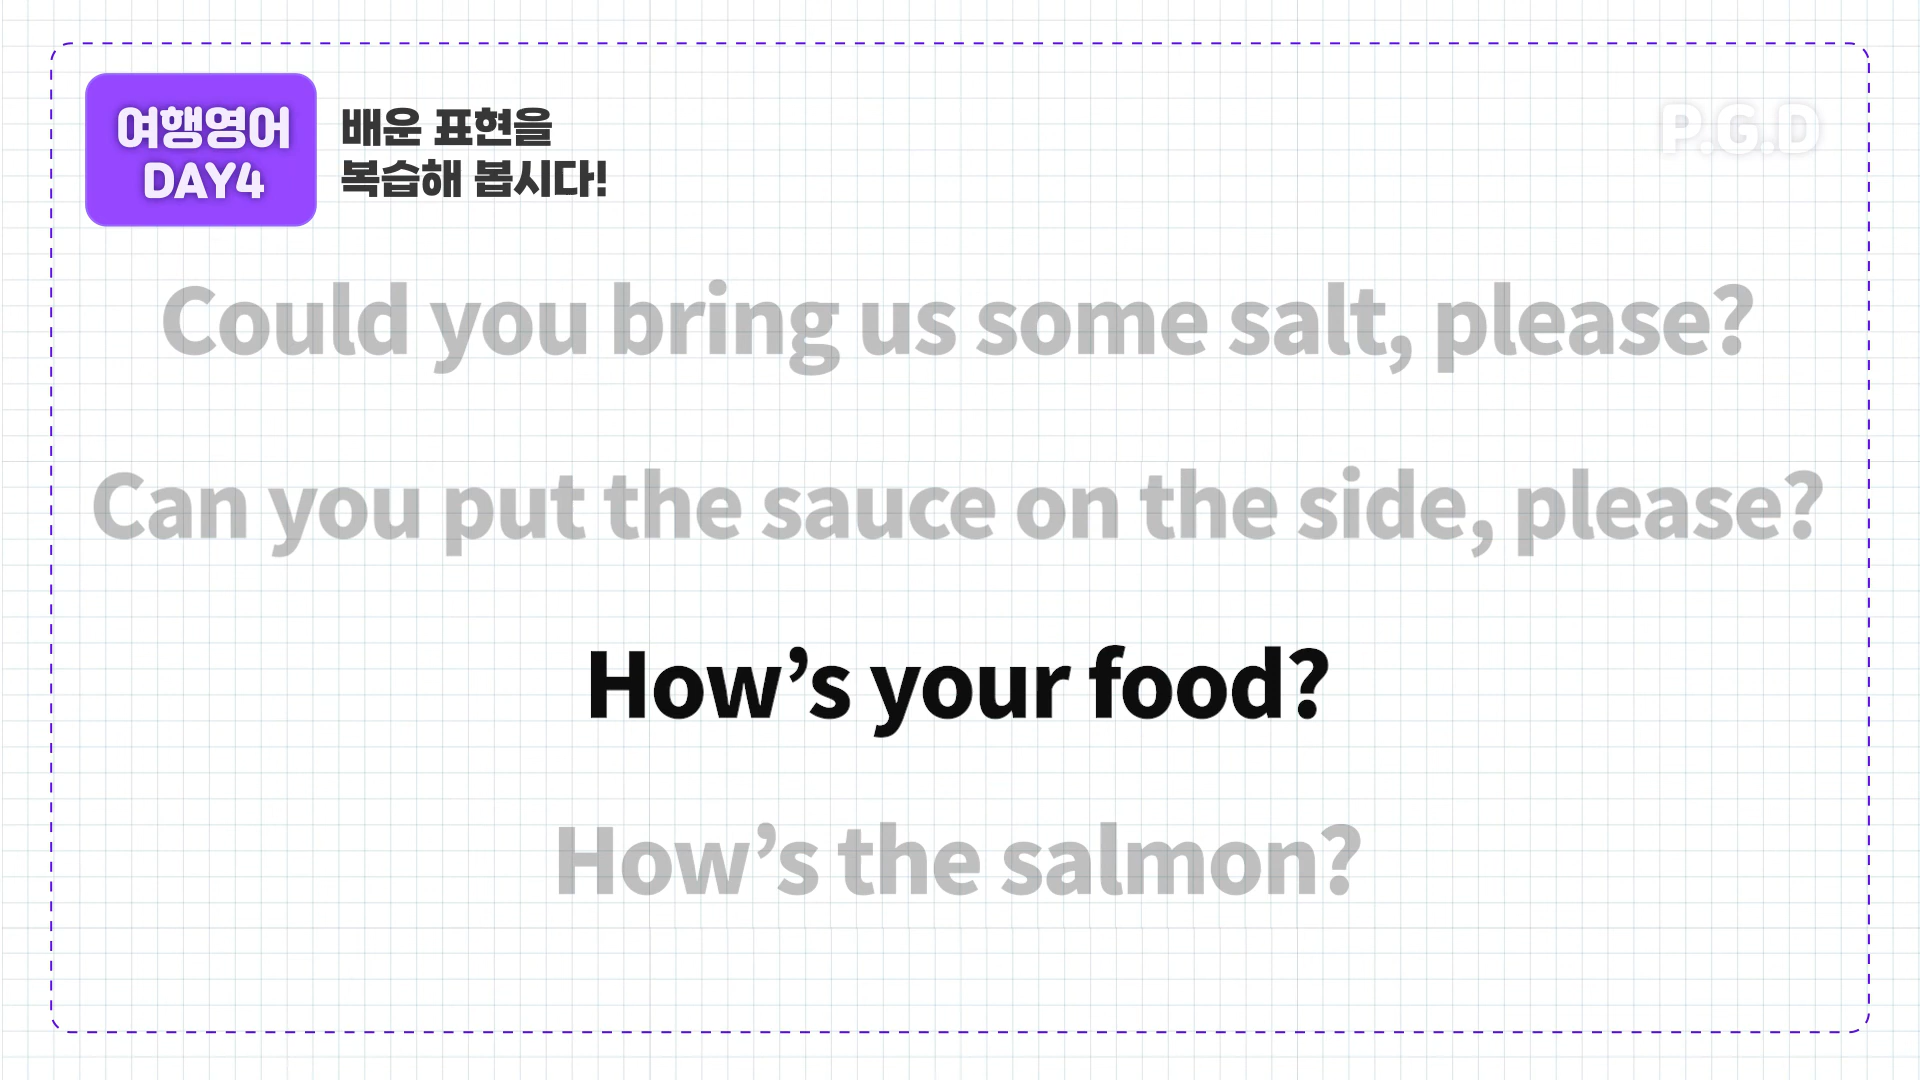 여행영어
DAY4
배운 표현을
복습해 봅시다!
P.G.D
Could you bring us some salt, please?
Can you put the sauce on the side, please?
How’s your food?
How’s the salmon?